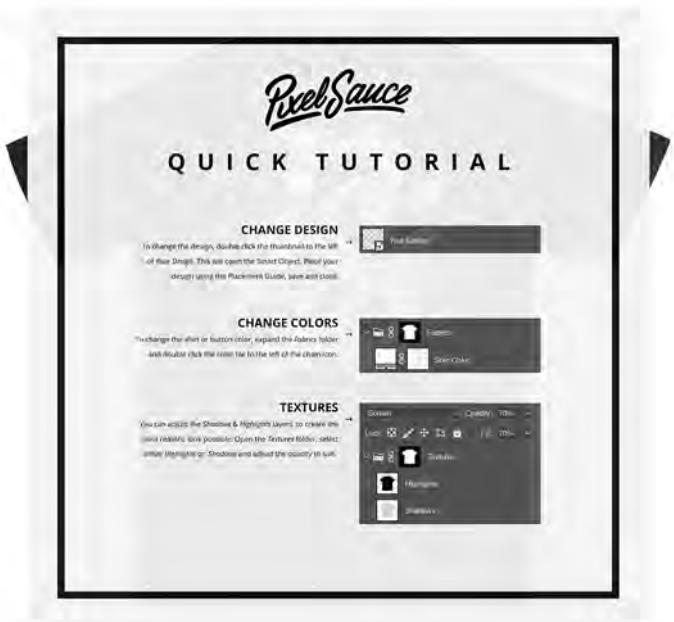 PixelSauce
QUICK TUTORIAL
CHANGE DESIGN
To change the design, double click the thumbnail to the left
of Your Design. This will open the Smart Object. Place your
design using the Placement Guide, save and close.
Your Design
CHANGE COLORS
To change the shirt or button color, expand the Fabrics folder
and double click the color tile to the left of the chain icon.
Fabrics
Shirt Color
TEXTURES
You can adjust the Shadows & Highlights layers, to create the
most realistic look possible. Open the Textures folder, select
either Highlights or Shadows and adjust the opacity to suit.
Screen Opacity: 70%
Lock: 70%
Textures
Highlights
Shadows